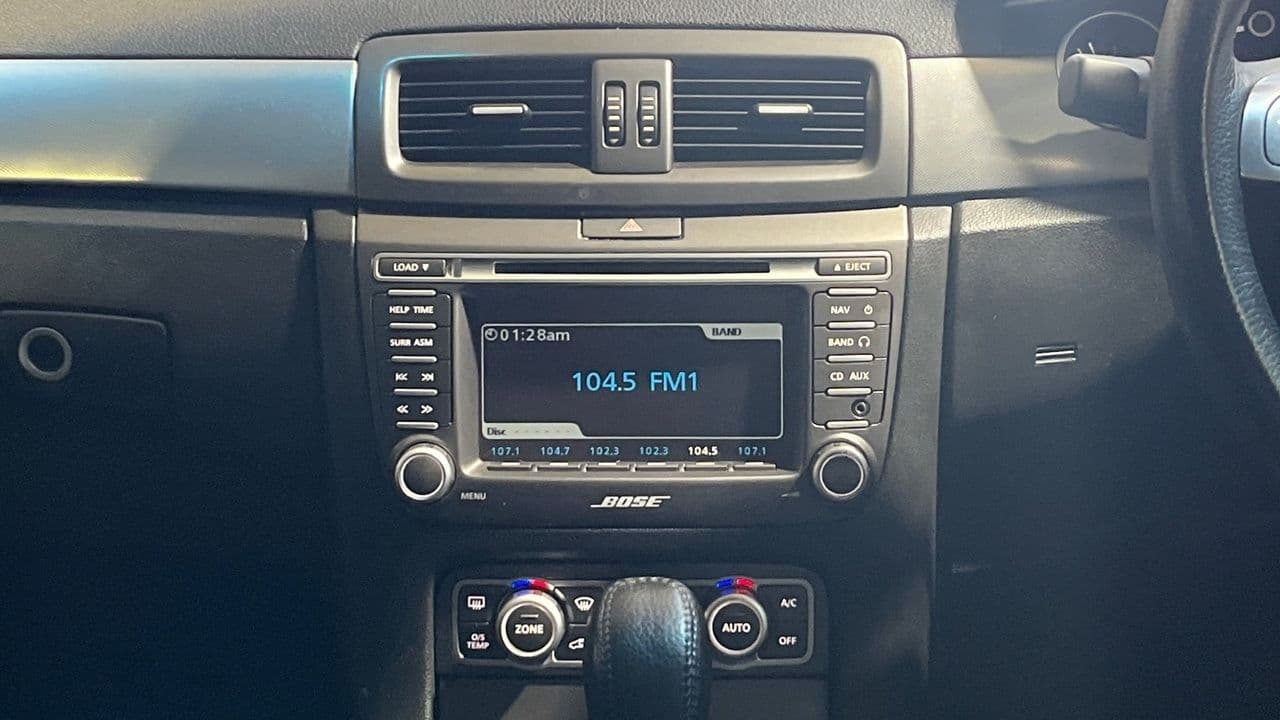 LOAD
EJECT
HELP TIME
SURR ASM
NAV
BAND
CD AUX
01:28am
BAND
104.5 FM1
Disc
107.1 104.7 102.3 102.3 104.5 107.1
MENU
BOSE
ZONE
AUTO
A/C
O/S
TEMP
OFF